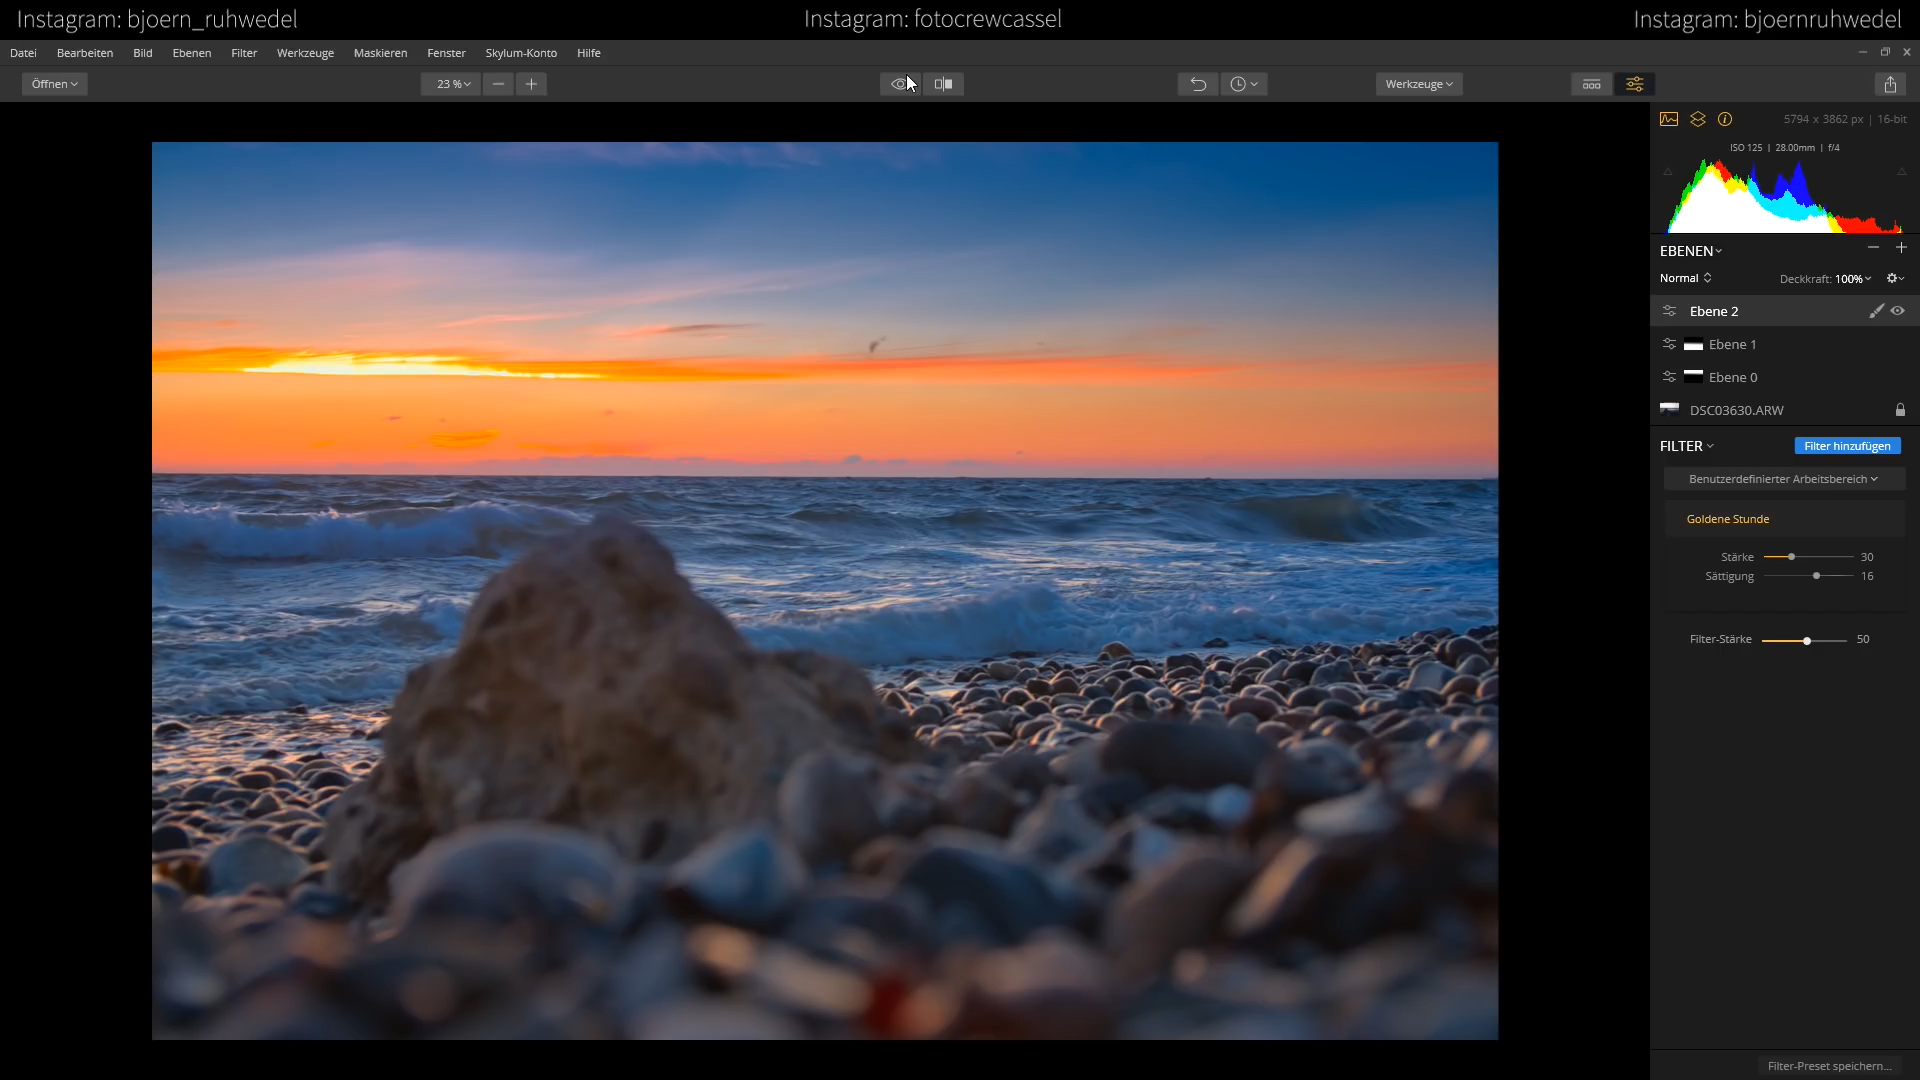 Instagram: bjoern_ruhwedel
Instagram: fotocrewcassel
Instagram: bjoernruhwedel
Datei Bearbeiten Bild Ebenen Filter Werkzeuge Maskieren Fenster Skylum-Konto Hilfe
Öffnen 23 % Werkzeuge
5794 x 3862 px | 16-bit
ISO 125 | 28.00mm | f/4
EBENEN
Normal Deckkraft: 100%
Ebene 2
Ebene 1
Ebene 0
DSC03630.ARW
FILTER Filter hinzufügen
Benutzerdefinierter Arbeitsbereich
Goldene Stunde
Stärke 30
Sättigung 16
Filter-Stärke 50
Filter-Preset speichern...